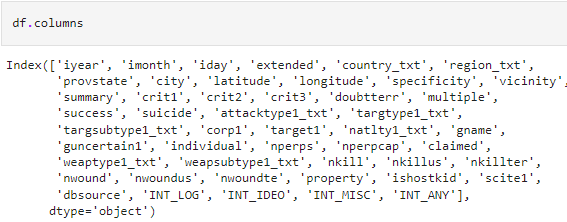 df.columns
Index(['iyear', 'imonth', 'iday', 'extended', 'country_txt', 'region_txt',
'provstate', 'city', 'latitude', 'longitude', 'specificity', 'vicinity',
'summary', 'crit1', 'crit2', 'crit3', 'doubtterr', 'multiple',
'success', 'suicide', 'attacktype1_txt', 'targtype1_txt',
'targsubtype1_txt', 'corp1', 'target1', 'natlty1_txt', 'gname',
'guncertain1', 'individual', 'nperps', 'nperpcap', 'claimed',
'weaptype1_txt', 'weapsubtype1_txt', 'nkill', 'nkillus', 'nkillter',
'nwound', 'nwoundus', 'nwoundte', 'property', 'ishostkid', 'scite1',
'dbsource', 'INT_LOG', 'INT_IDEO', 'INT_MISC', 'INT_ANY'],
dtype='object')